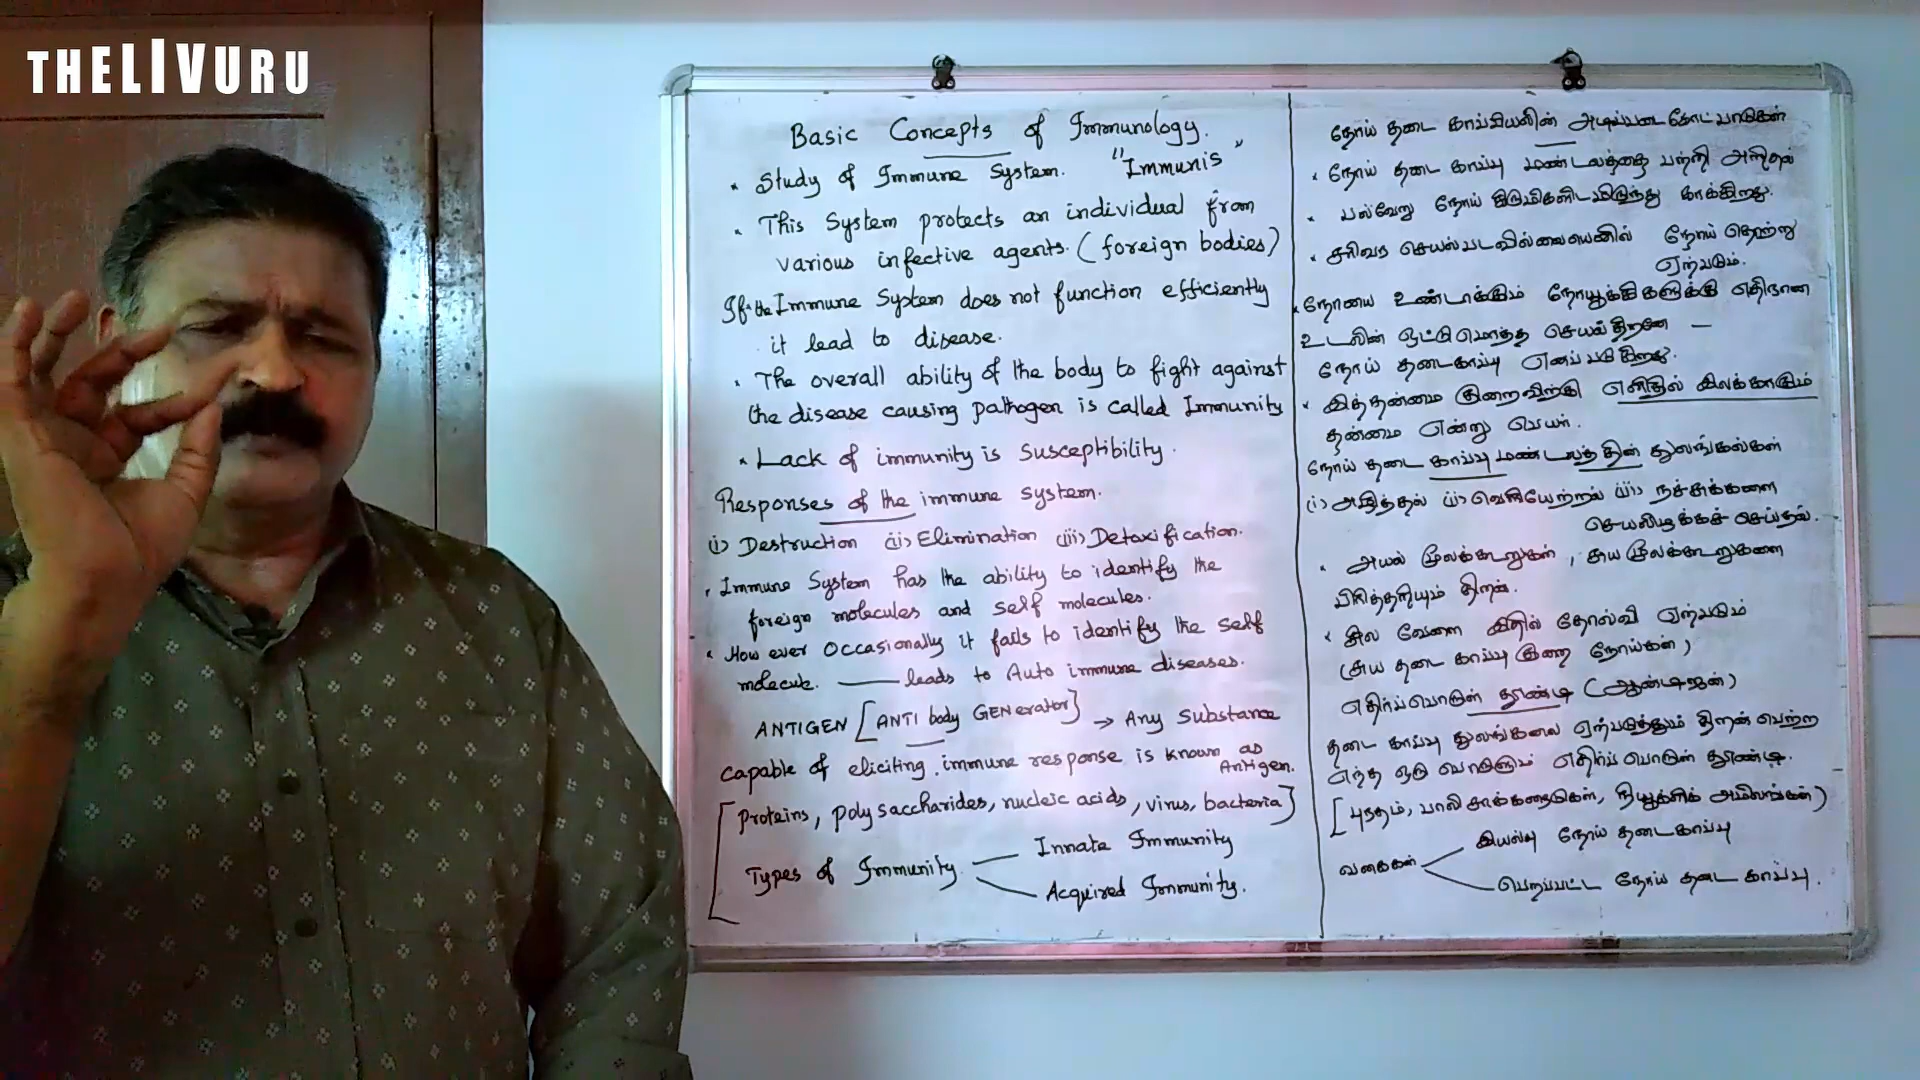 THELIVURU
Basic Concepts of Immunology.
• Study of Immune System. "Immunis"
• This System protects an individual from
various infective agents. (foreign bodies)
If the Immune System does not function efficiently
it lead to disease.
• The overall ability of the body to fight against
the disease causing pathogen is called Immunity
• Lack of immunity is susceptibility.
Responses of the immune system.
(i) Destruction (ii) Elimination (iii) Detoxification.
• Immune System has the ability to identify the
foreign molecules and self molecules.
• How ever Occasionally it fails to identify the self
molecule. —— leads to Auto immune diseases.
ANTIGEN [ANTI body GENerator] → Any Substance
capable of eliciting immune response is known as
Antigen.
[Proteins, poly saccharides, nucleic acids, virus, bacteria]
Types of Immunity — Innate Immunity
— Acquired Immunity.
நோய் தடை காப்பியலின் அடிப்படை கோட்பாடுகள்
• நோய் தடை காப்பு மண்டலத்தை பற்றி அறிதல்
• பல்வேறு நோய் கிருமிகளிடமிருந்து காக்கிறது.
• சரிவர செயல்படவில்லையெனில் நோய் தொற்று
ஏற்படும்.
• நோயை உண்டாக்கும் நோயூக்கிகளுக்கு எதிரான
உடலின் ஒட்டுமொத்த செயல்திறனே —
நோய் தடைகாப்பு எனப்படுகிறது.
• இத்தன்மை குறைவிற்கு எளிதில் இலக்காகும்
தன்மை என்று பெயர்.
நோய் தடை காப்பு மண்டலத்தின் துலங்கல்கள்
(i) அழித்தல் (ii) வெளியேற்றல் (iii) நச்சுக்களை
செயலிழக்கச் செய்தல்.
• அயல் மூலக்கூறுகள், சுய மூலக்கூறுகளை
பிரித்தறியும் திறன்.
• சில வேளை இதில் தோல்வி ஏற்படும்
(சுய தடை காப்பு குறை நோய்கள்)
எதிர்ப்பொருள் தூண்டி (ஆன்டிஜன்)
தடை காப்பு துலங்கலை ஏற்படுத்தும் திறன் பெற்ற
எந்த ஒரு பொருளும் எதிர்ப் பொருள் தூண்டி.
[புரதம், பாலி சாக்கரைடுகள், நியூக்ளிக் அமிலங்கள்)
வகைகள் — இயல்பு நோய் தடைகாப்பு
— பெறப்பட்ட நோய் தடை காப்பு.